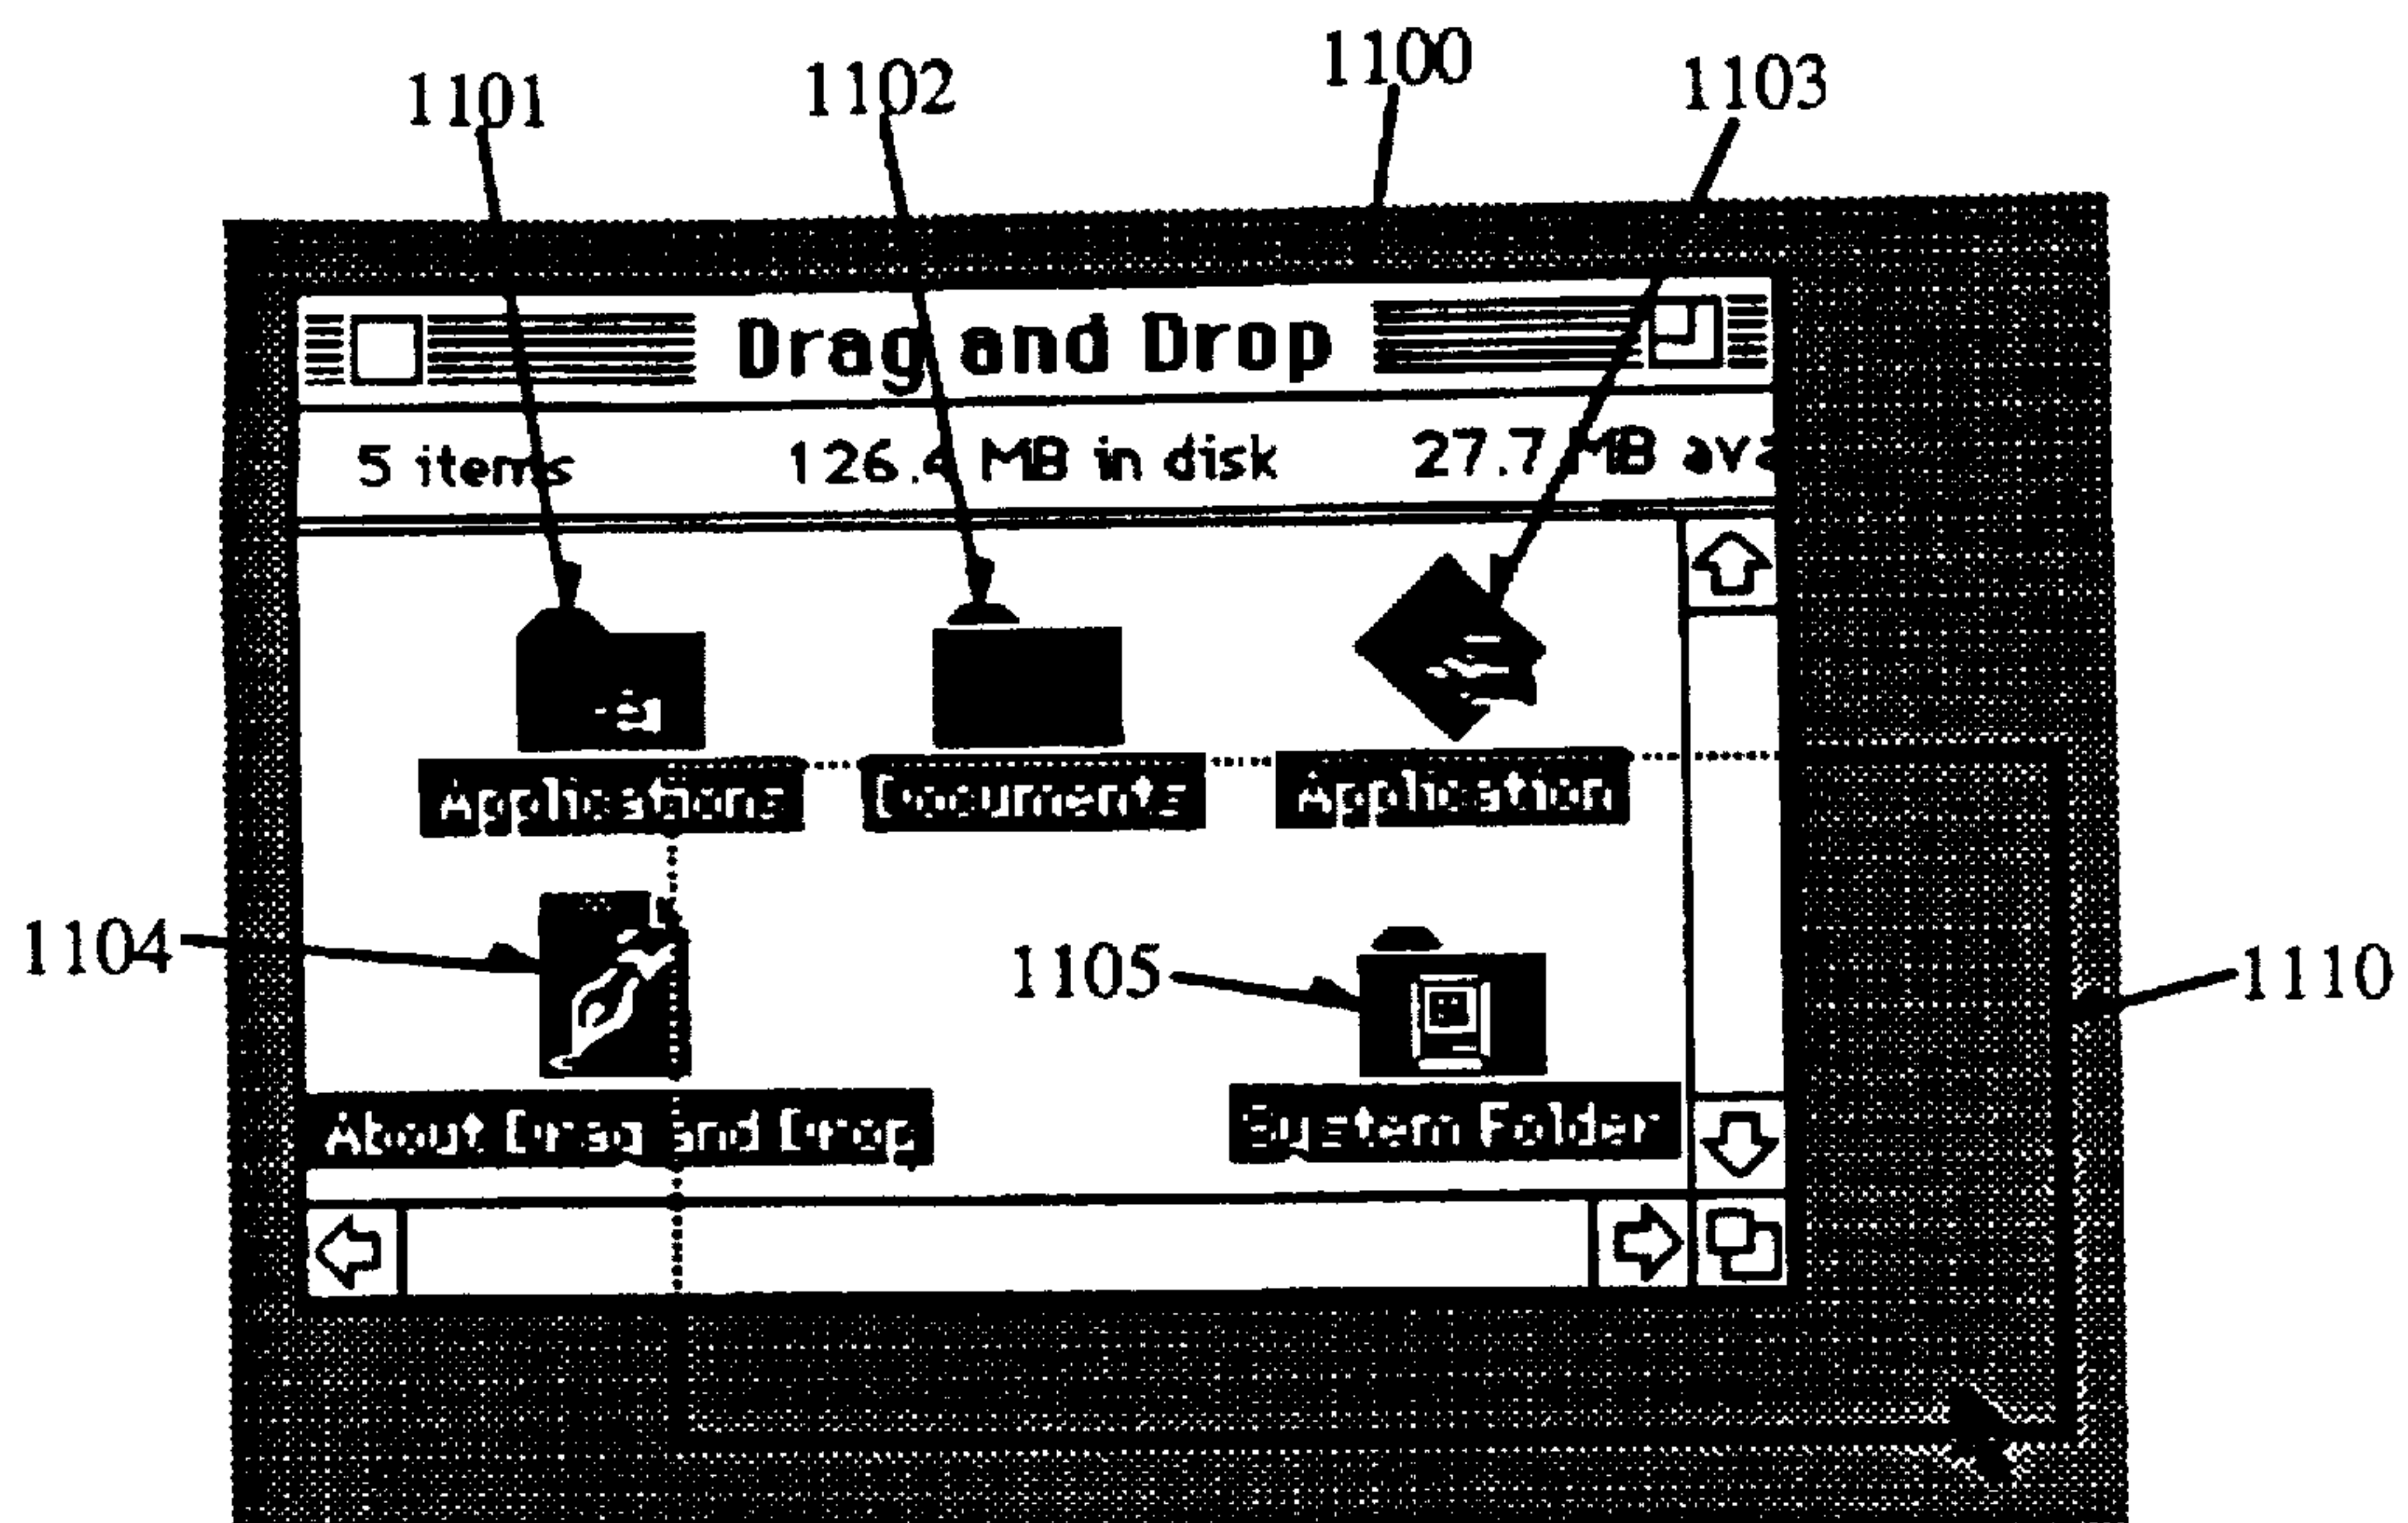 1101 1102 1100 1103
Drag and Drop
5 items 126.4 MB in disk 27.7 MB ava
Applications Documents Application
1104 1105 1110
About Drag and Drop System Folder